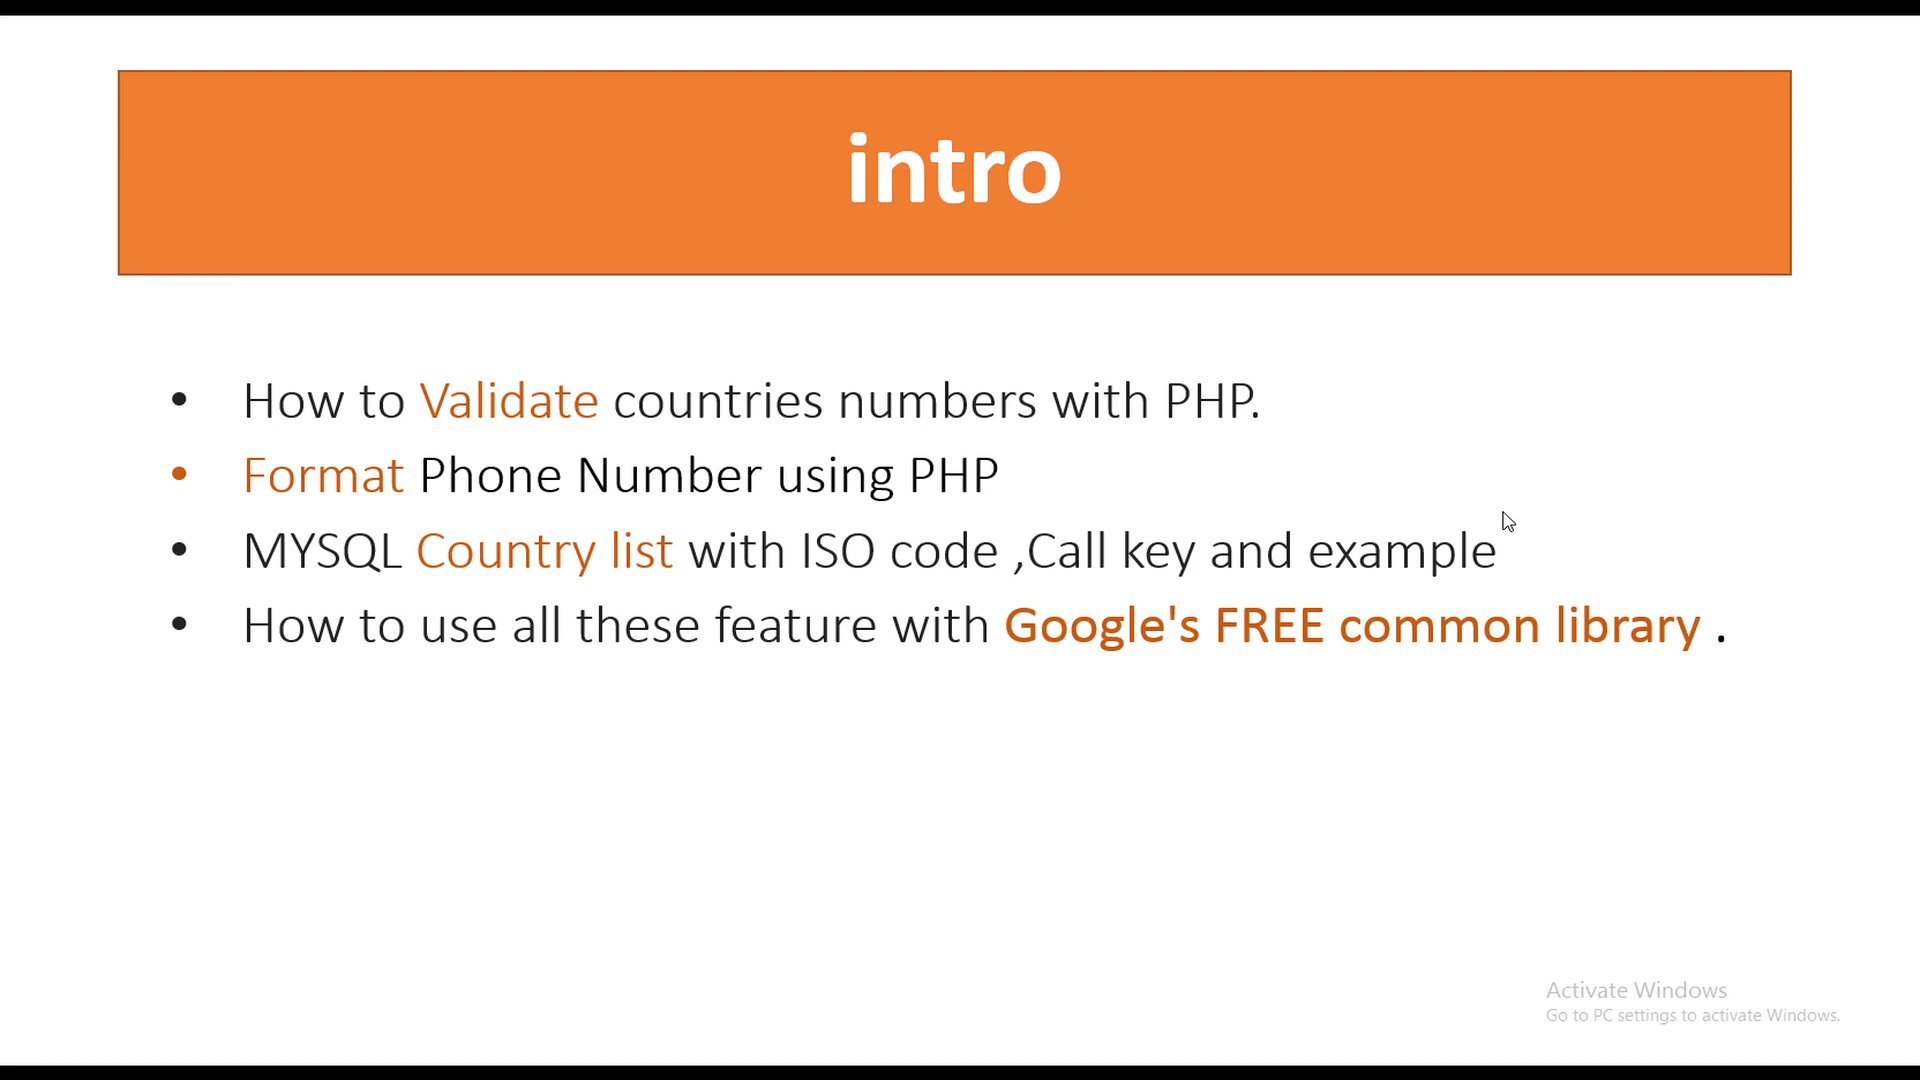 intro
• How to Validate countries numbers with PHP.
• Format Phone Number using PHP
• MYSQL Country list with ISO code ,Call key and example
• How to use all these feature with Google's FREE common library .
Activate Windows
Go to PC settings to activate Windows.